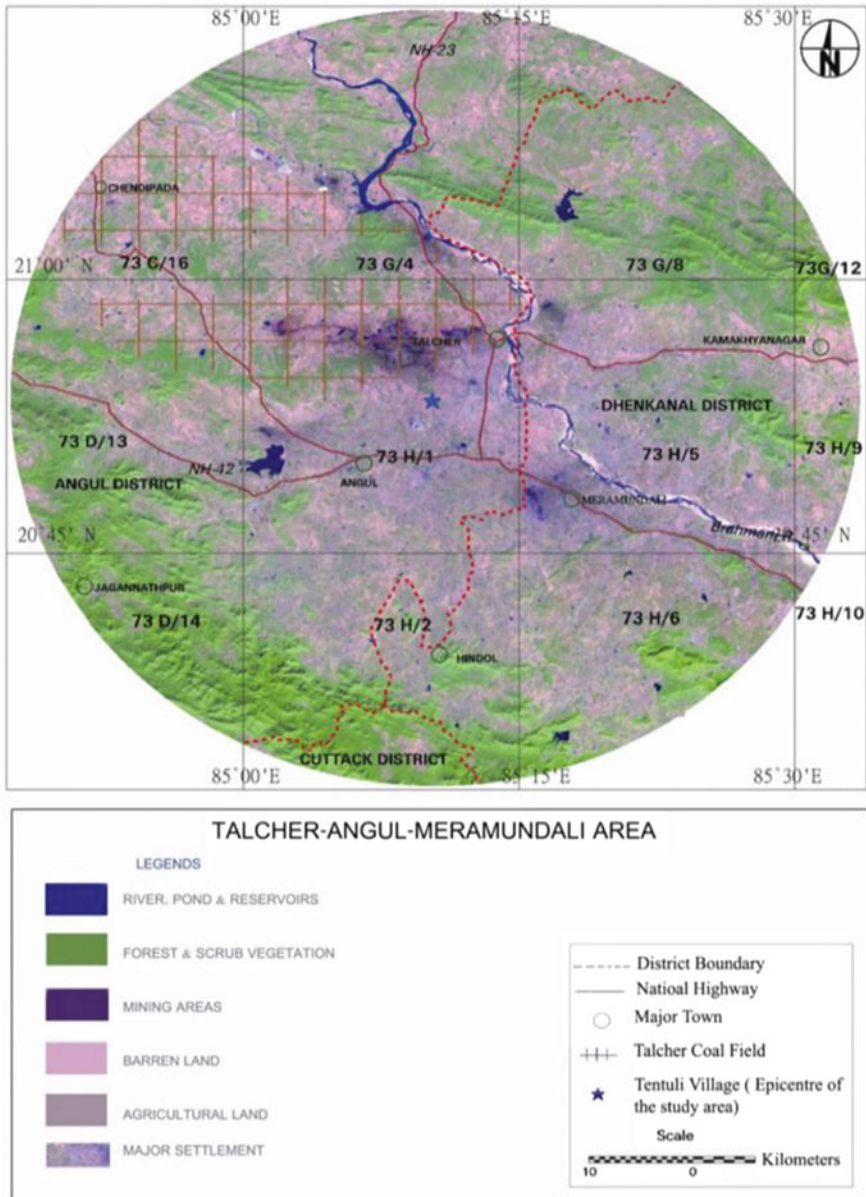 85°00'E 85°15'E 85°30'E
N
NH-23
CHENDIPADA
73 C/16 73 G/4 73 G/8 73G/12
21°00' N
TALCHER
KAMAKHYANAGAR
DHENKANAL DISTRICT
73 D/13 73 H/1 73 H/5 73 H/9
NH-42
ANGUL DISTRICT
ANGUL
MERAMUNDALI
20°45' N
Brahmani R.
20°45' N
JAGANNATHPUR
73 D/14 73 H/2 73 H/6 73 H/10
HINDOL
CUTTACK DISTRICT
85°00'E 85°15'E 85°30'E
TALCHER-ANGUL-MERAMUNDALI AREA
LEGENDS
RIVER, POND & RESERVOIRS
FOREST & SCRUB VEGETATION
MINING AREAS
BARREN LAND
AGRICULTURAL LAND
MAJOR SETTLEMENT
District Boundary
Natioal Highway
Major Town
Talcher Coal Field
Tentuli Village ( Epicentre of
the study area)
Scale
Kilometers
10 0